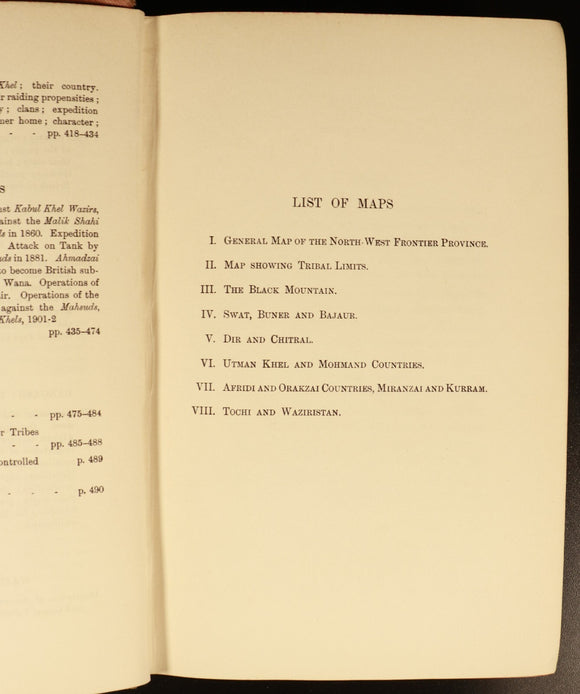 Khel; their country.
r raiding propensities;
y; clans; expedition
ner home; character;
- - pp. 418-434
S
nst Kabul Khel Wazirs,
gainst the Malik Shahi
ds in 1860. Expedition
Attack on Tank by
uds in 1881. Ahmadzai
to become British sub-
Wana. Operations of
ir. Operations of the
against the Mahsuds,
Khels, 1901-2
pp. 435-474
- - pp. 475-484
r Tribes
- - pp. 485-488
ontrolled p. 489
- - - p. 490
LIST OF MAPS
I. General Map of the North-West Frontier Province.
II. Map showing Tribal Limits.
III. The Black Mountain.
IV. Swat, Buner and Bajaur.
V. Dir and Chitral.
VI. Utman Khel and Mohmand Countries.
VII. Afridi and Orakzai Countries, Miranzai and Kurram.
VIII. Tochi and Waziristan.